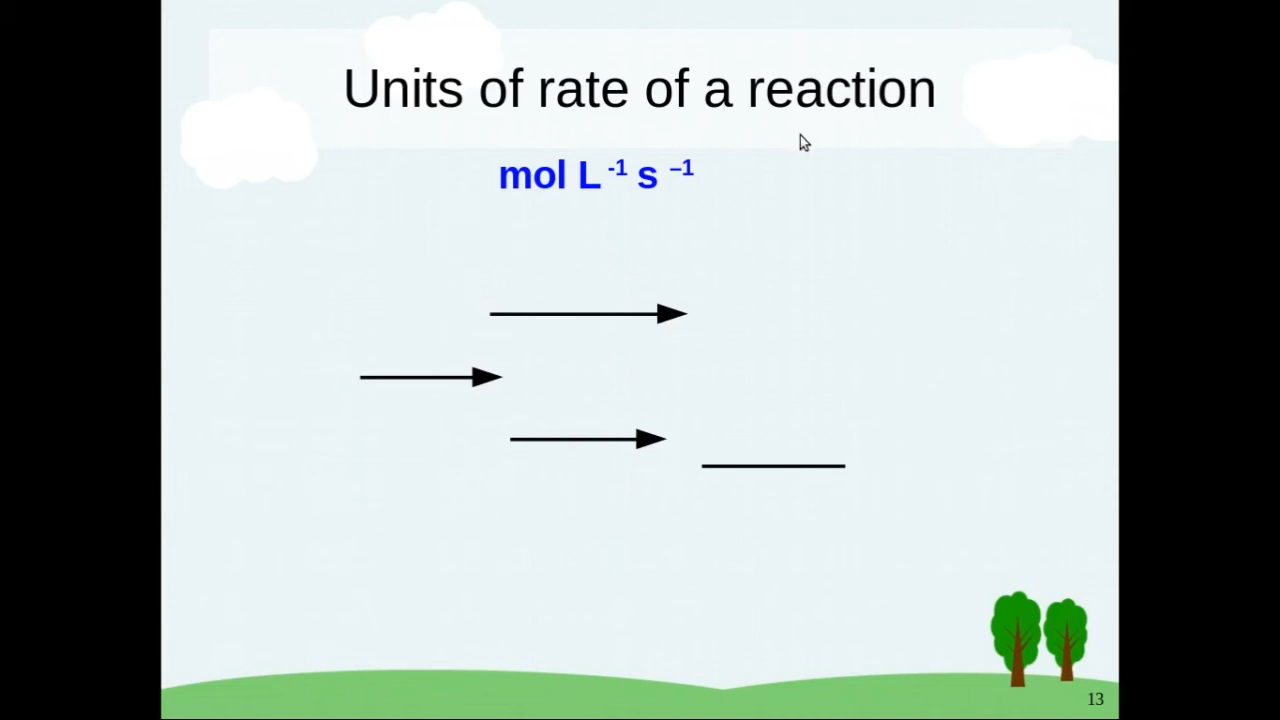 Units of rate of a reaction
mol L⁻¹ s⁻¹
13